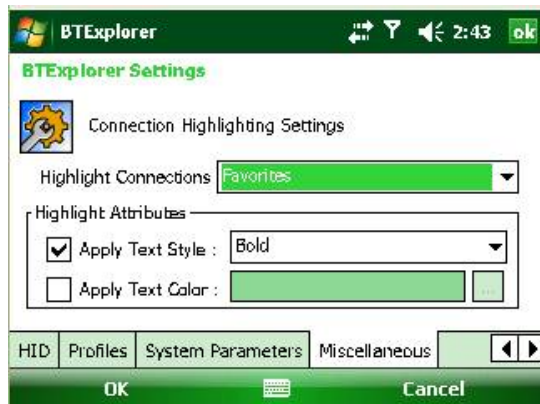 BTExplorer 2:43 ok
BTExplorer Settings
Connection Highlighting Settings
Highlight Connections Favorites
Highlight Attributes
Apply Text Style : Bold
Apply Text Color : ...
HID Profiles System Parameters Miscellaneous
OK Cancel